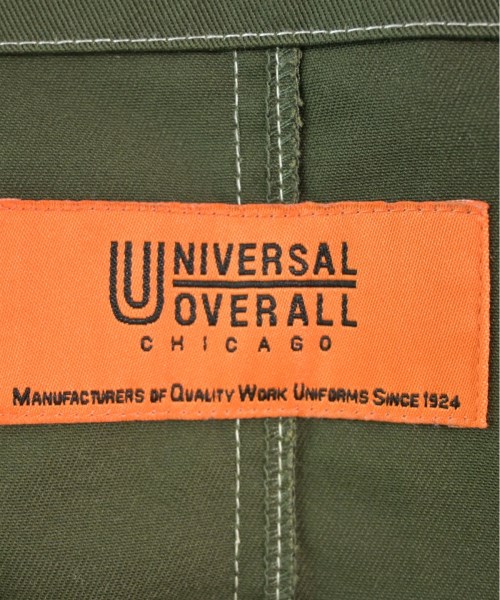 UNIVERSAL
OVERALL
CHICAGO
MANUFACTURERS OF QUALITY WORK UNIFORMS SINCE 1924